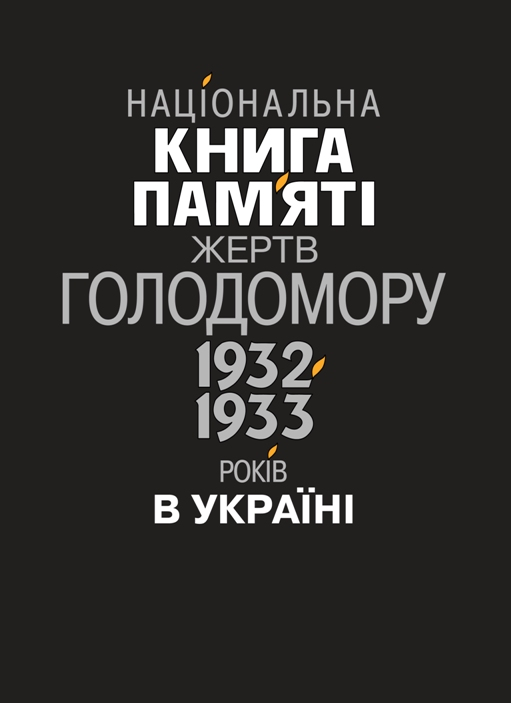 НАЦІОНАЛЬНА
КНИГА
ПАМ'ЯТІ
ЖЕРТВ
ГОЛОДОМОРУ
1932-
1933
РОКІВ
В УКРАЇНІ